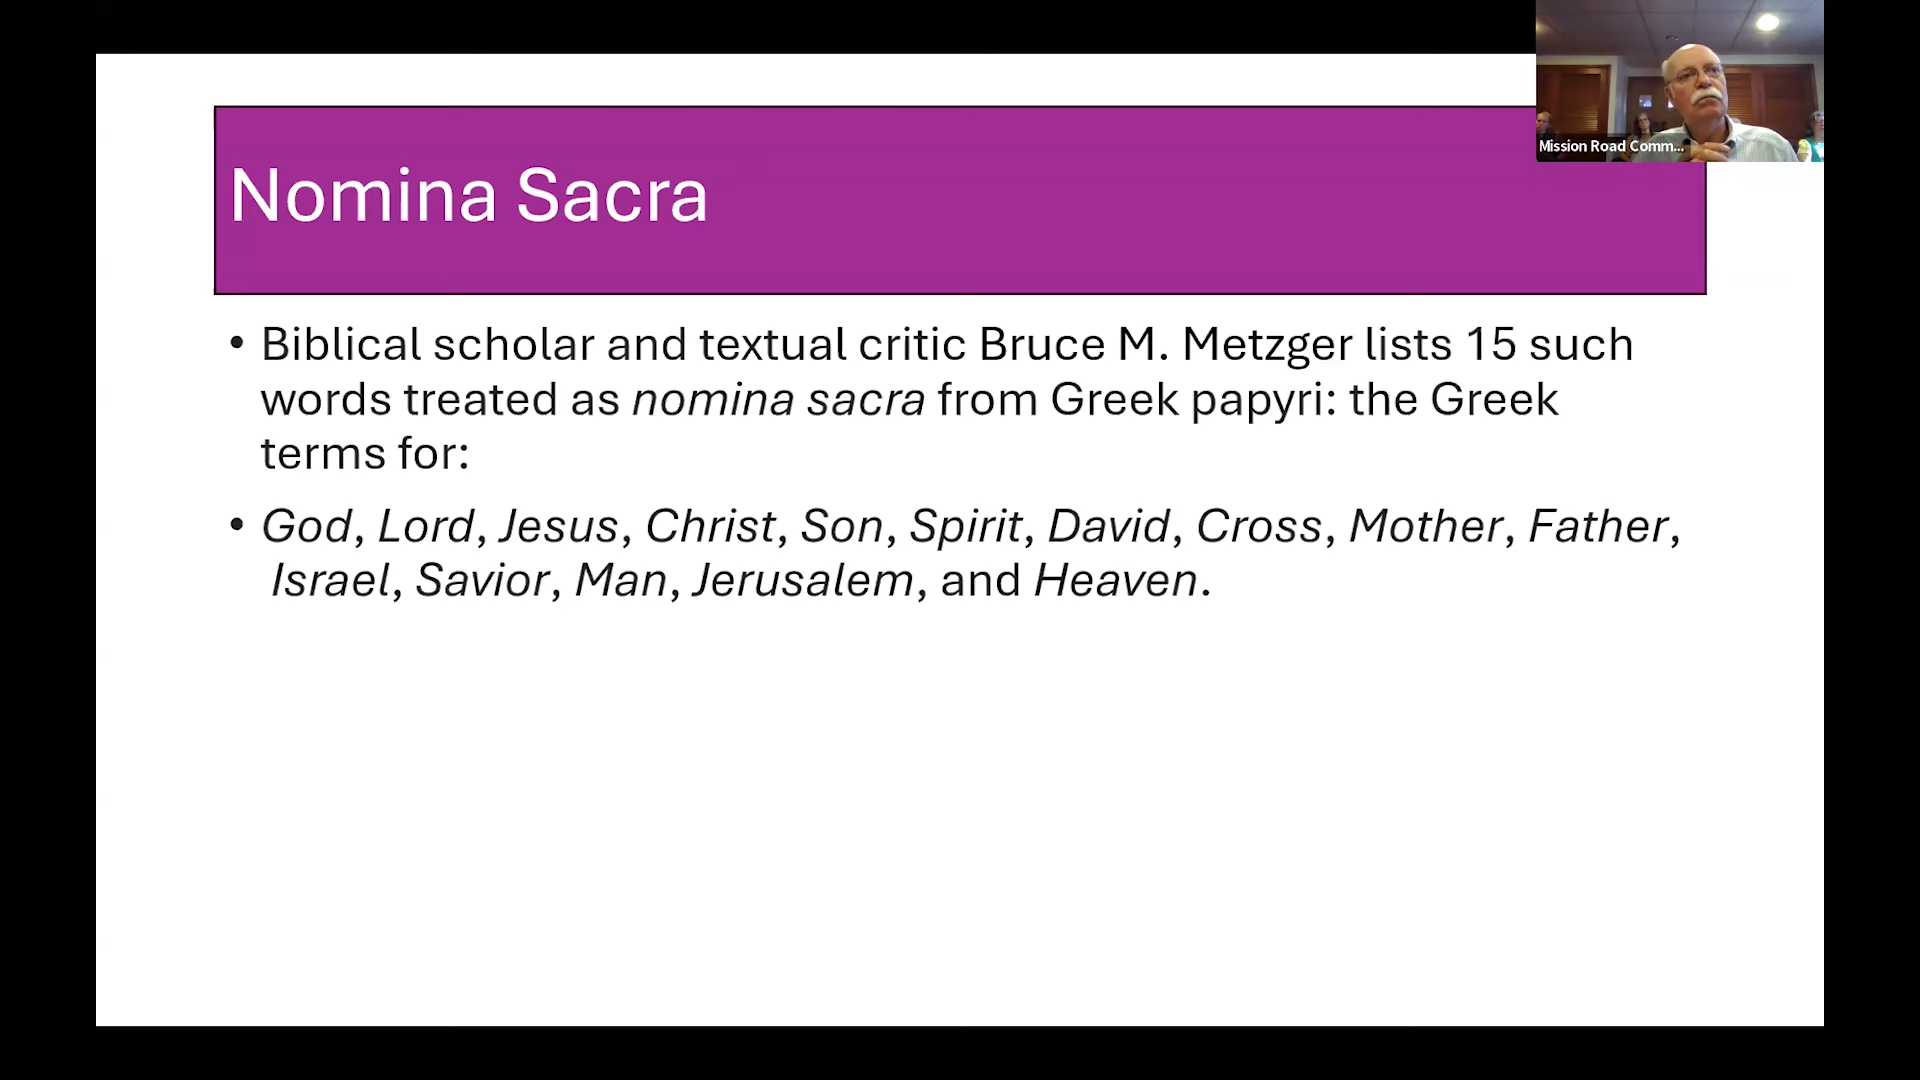 Mission Road Comm...
Nomina Sacra
• Biblical scholar and textual critic Bruce M. Metzger lists 15 such
words treated as nomina sacra from Greek papyri: the Greek
terms for:
• God, Lord, Jesus, Christ, Son, Spirit, David, Cross, Mother, Father,
Israel, Savior, Man, Jerusalem, and Heaven.